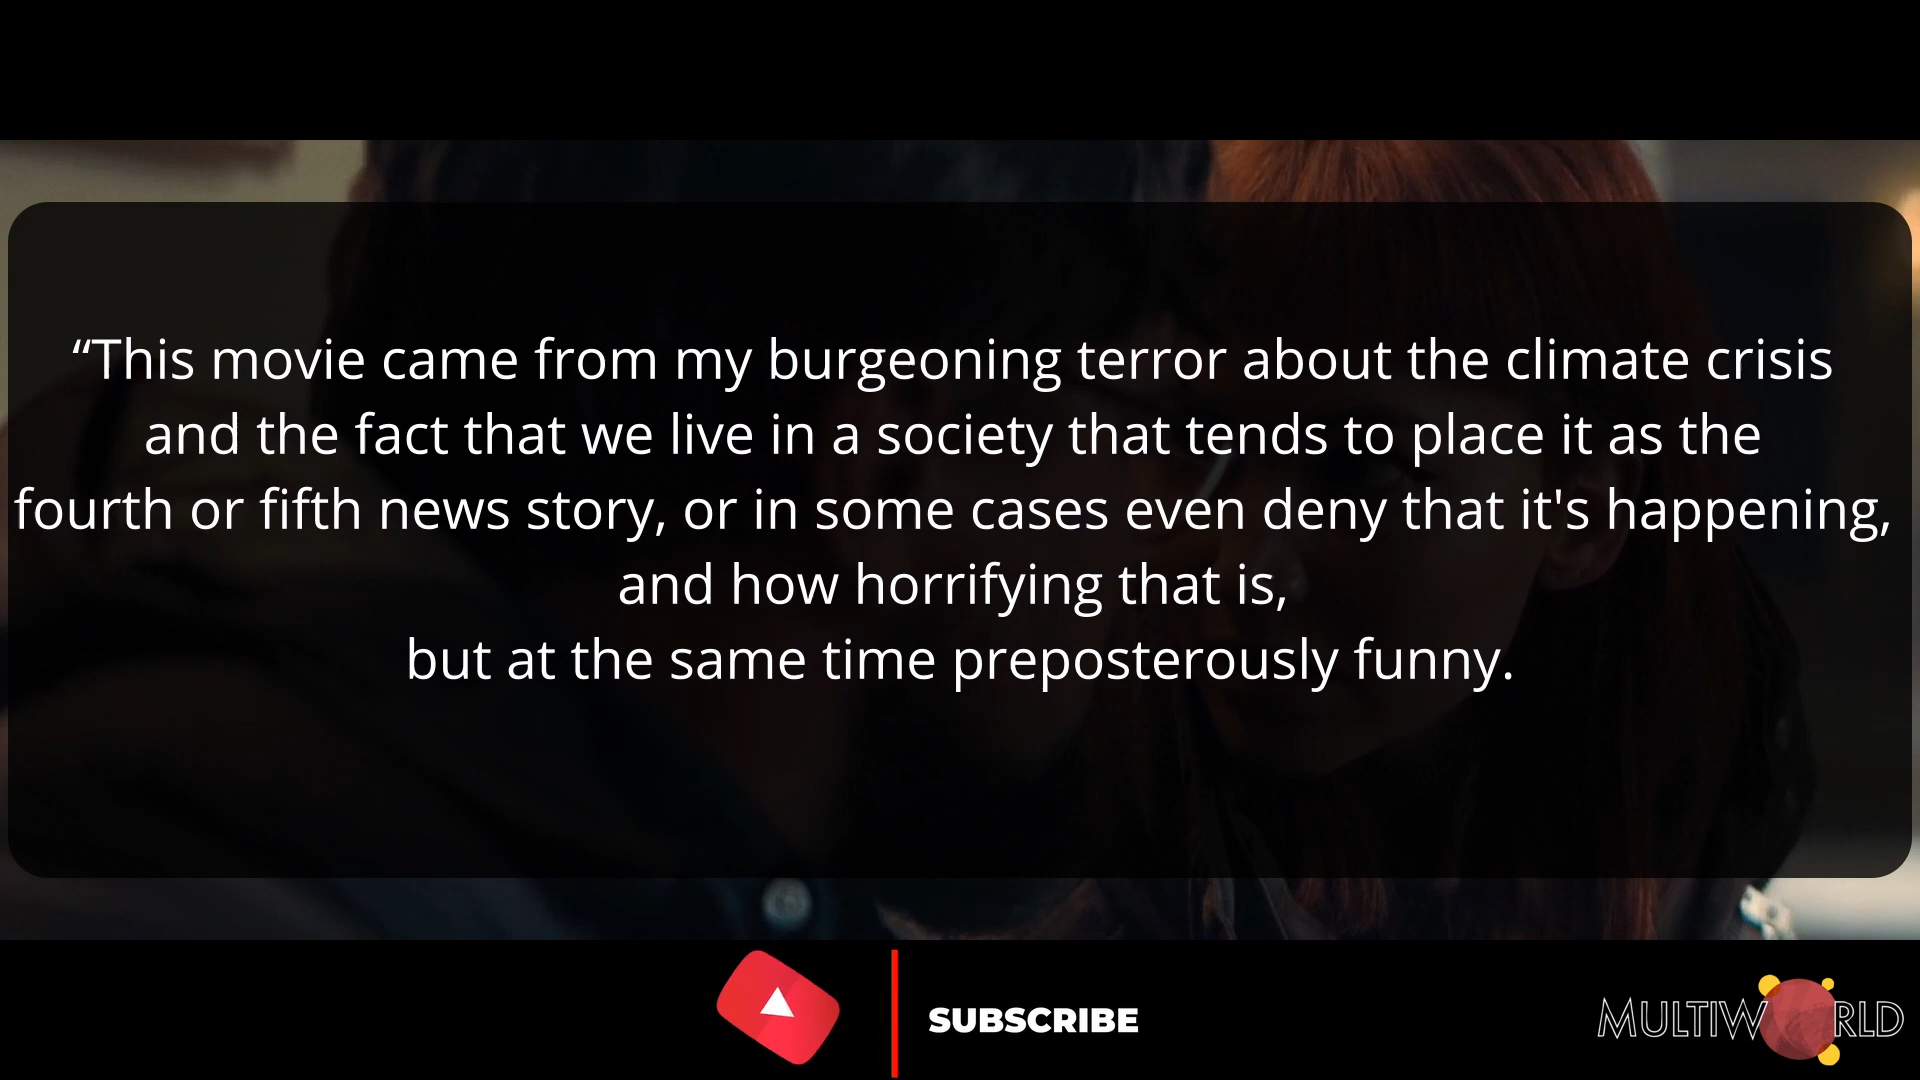 “This movie came from my burgeoning terror about the climate crisis
and the fact that we live in a society that tends to place it as the
fourth or fifth news story, or in some cases even deny that it's happening,
and how horrifying that is,
but at the same time preposterously funny.
SUBSCRIBE
MULTIWORLD